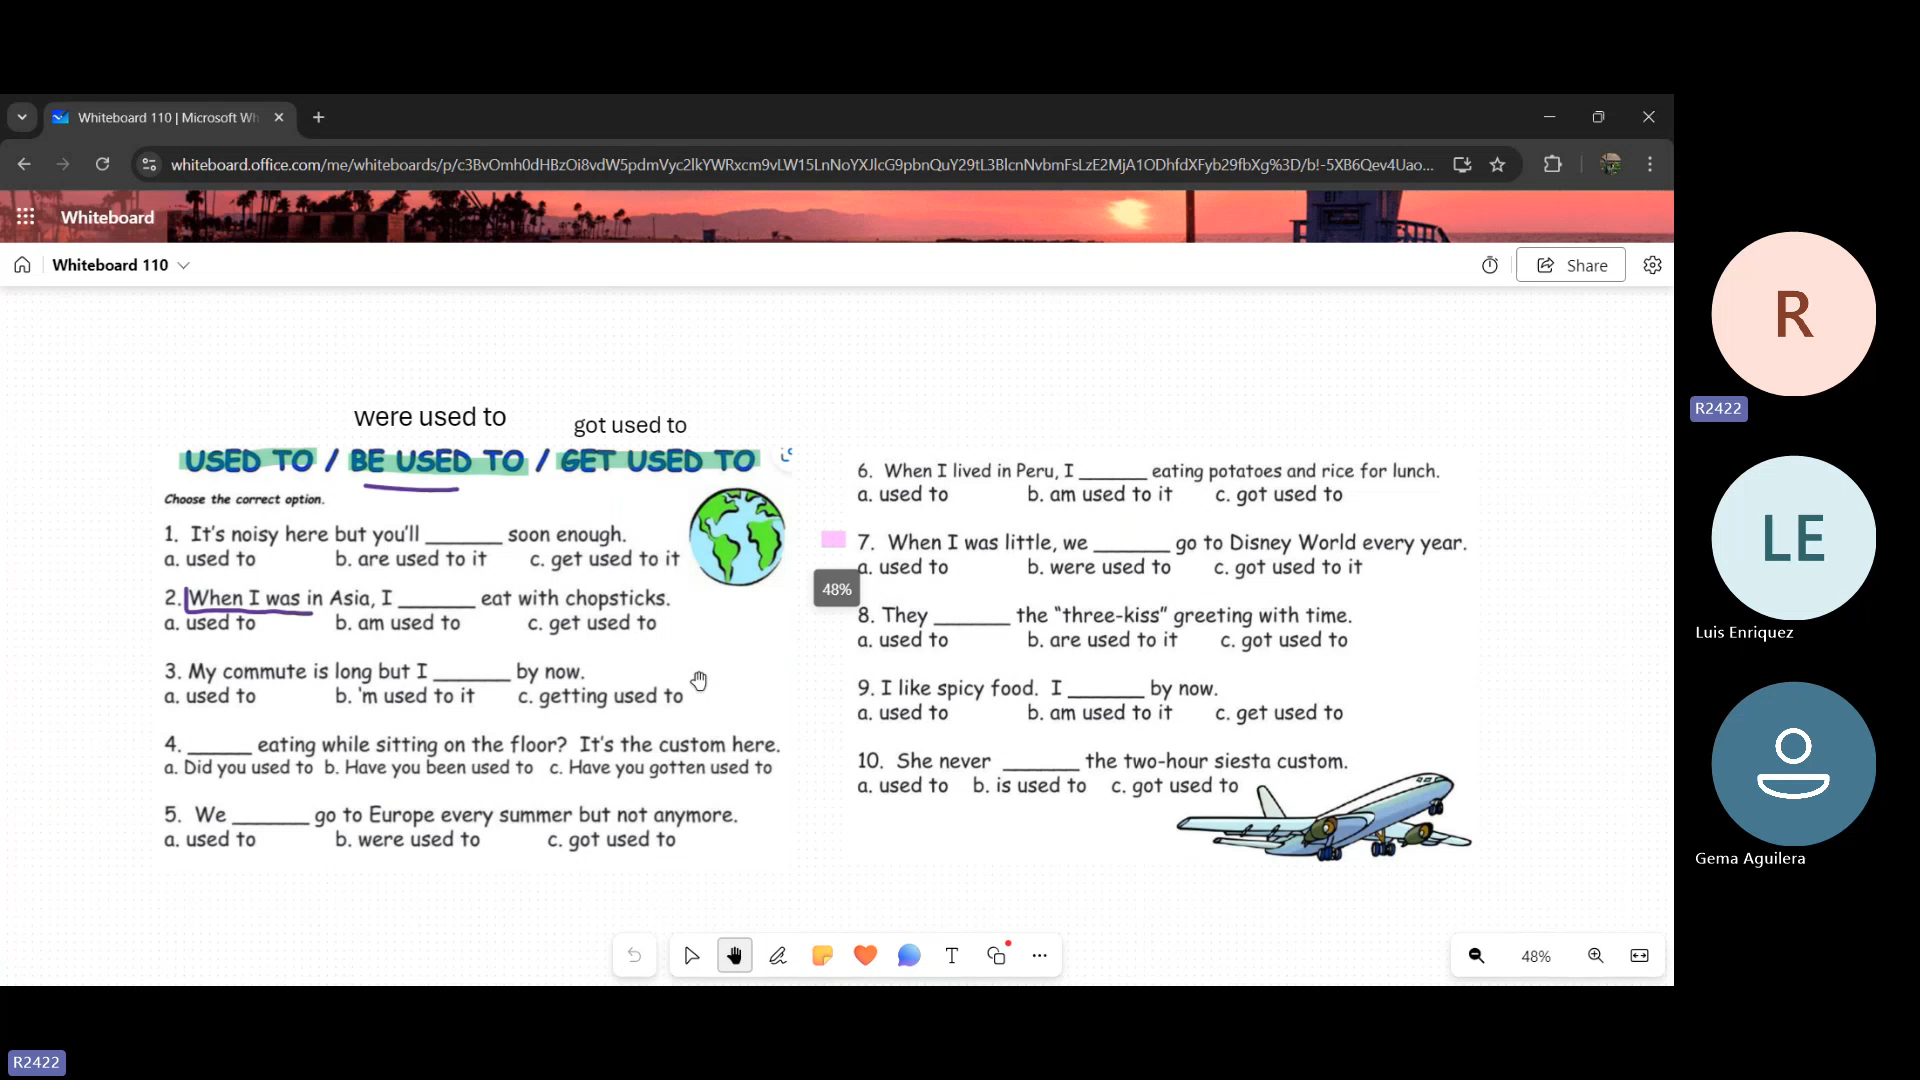 Whiteboard 110 | Microsoft Wh
whiteboard.office.com/me/whiteboards/p/c3BvOmh0dHBzOi8vdW5pdmVyc2lkYWRxcm9vLW15LnNoYXJlcG9pbnQuY29tL3BlcnNvbmFsLzE2MjA1ODhfdXFyb29fbXg%3D/b!-5XB6Qev4Uao...
Whiteboard
Whiteboard 110
Share
were used to
got used to
USED TO / BE USED TO / GET USED TO
Choose the correct option.
1. It's noisy here but you'll ________ soon enough.
a. used to b. are used to it c. get used to it
2. When I was in Asia, I ________ eat with chopsticks.
a. used to b. am used to c. get used to
3. My commute is long but I ________ by now.
a. used to b. 'm used to it c. getting used to
4. ______ eating while sitting on the floor? It's the custom here.
a. Did you used to b. Have you been used to c. Have you gotten used to
5. We ________ go to Europe every summer but not anymore.
a. used to b. were used to c. got used to
6. When I lived in Peru, I _______ eating potatoes and rice for lunch.
a. used to b. am used to it c. got used to
7. When I was little, we ________ go to Disney World every year.
a. used to b. were used to c. got used to it
48%
8. They ________ the "three-kiss" greeting with time.
a. used to b. are used to it c. got used to
9. I like spicy food. I ________ by now.
a. used to b. am used to it c. get used to
10. She never ________ the two-hour siesta custom.
a. used to b. is used to c. got used to
T
48%
R
R2422
LE
Luis Enriquez
Gema Aguilera
R2422